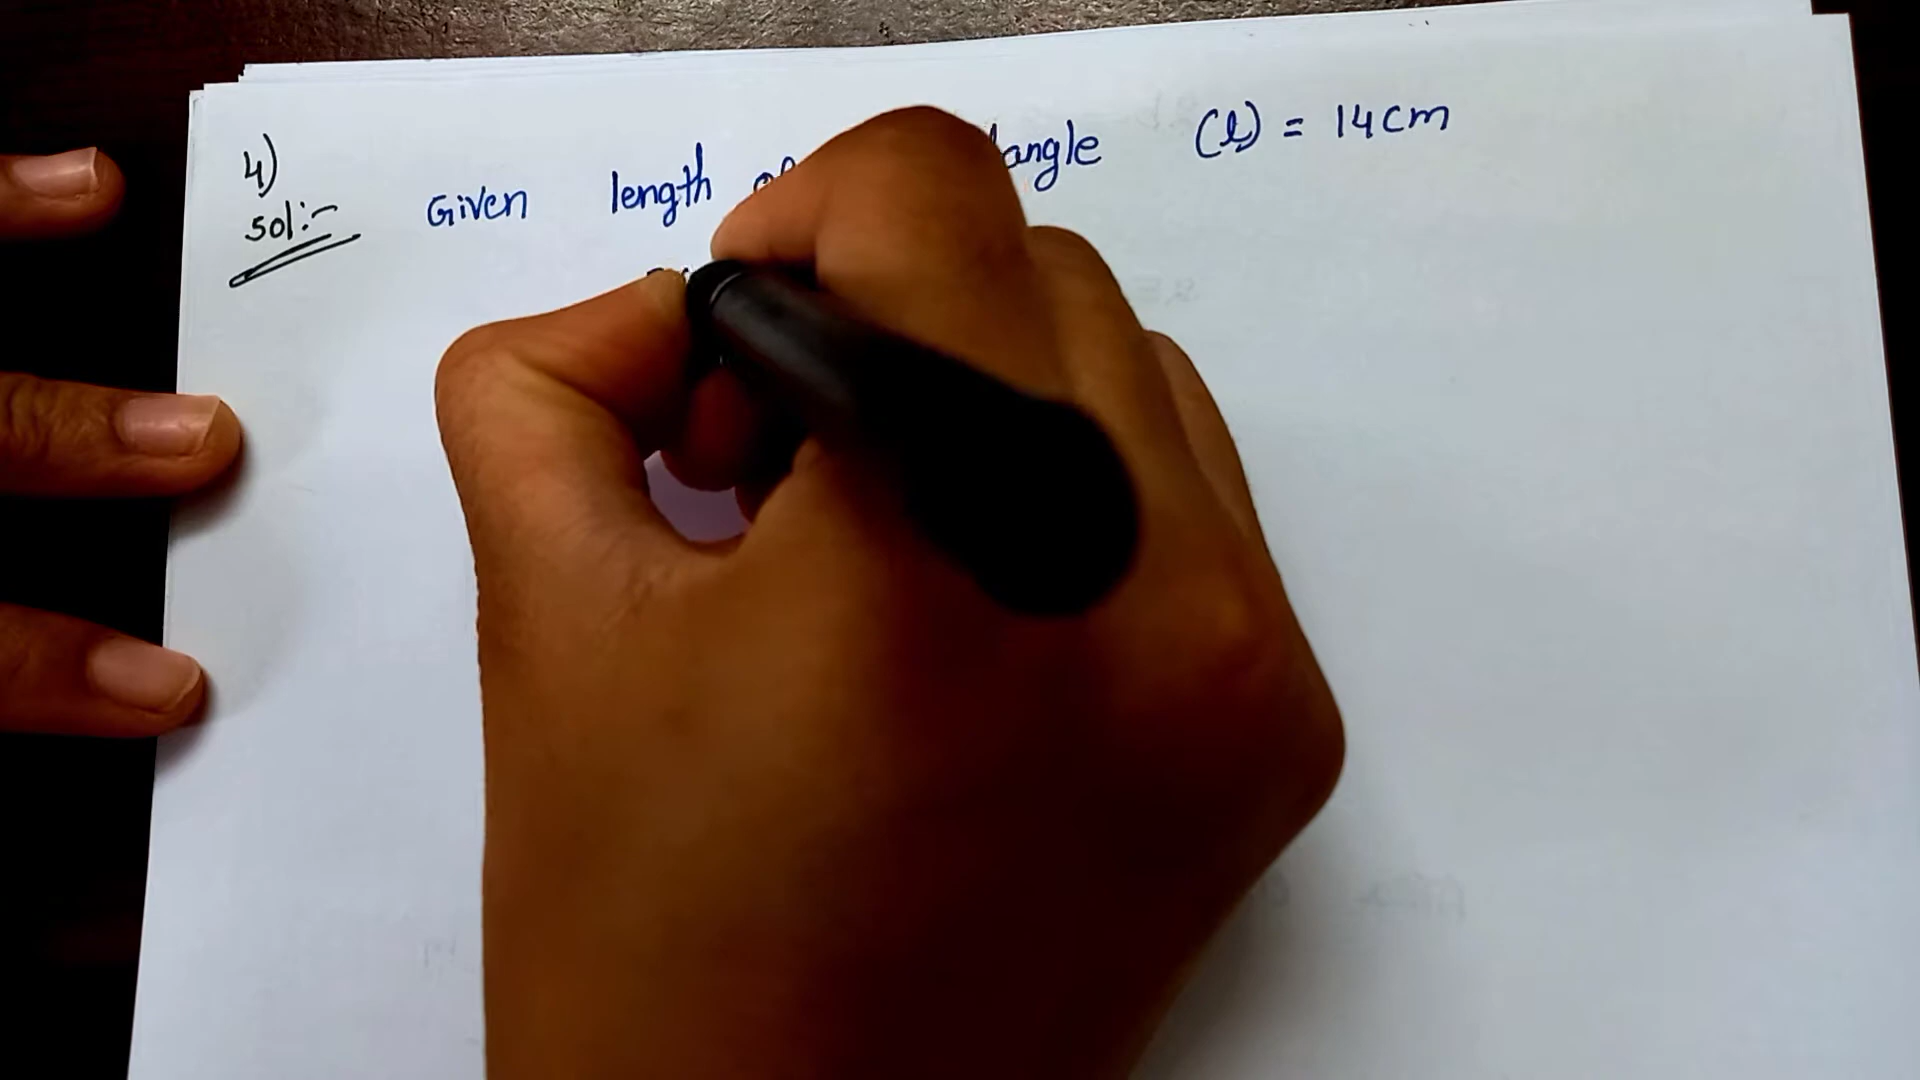 4)
Sol:- Given length angle (l) = 14cm